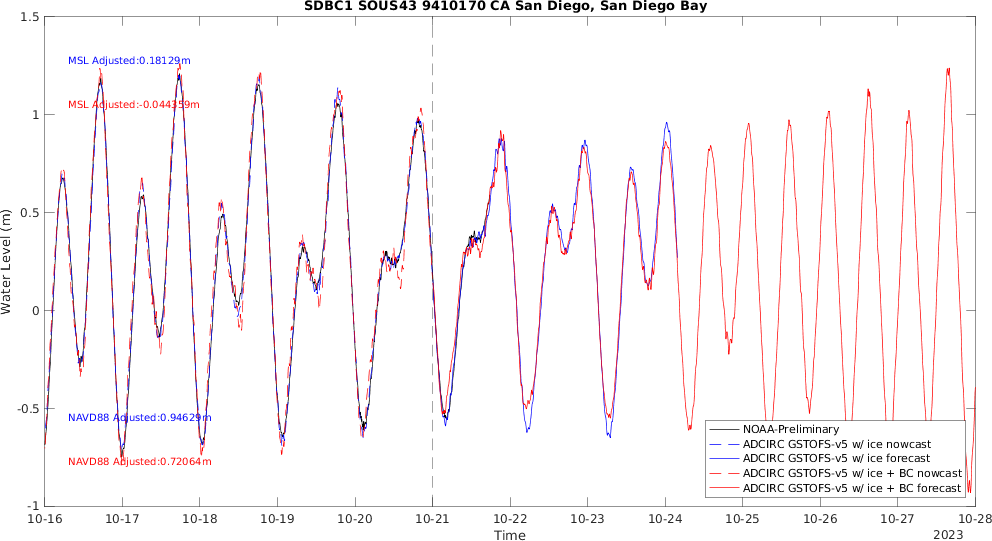 SDBC1 SOUS43 9410170 CA San Diego, San Diego Bay
1.5
MSL Adjusted:0.18129m
MSL Adjusted:-0.044359m
1
0.5
Water Level (m)
0
-0.5
NAVD88 Adjusted:0.94629m
NAVD88 Adjusted:0.72064m
NOAA-Preliminary
ADCIRC GSTOFS-v5 w/ ice nowcast
ADCIRC GSTOFS-v5 w/ ice forecast
ADCIRC GSTOFS-v5 w/ ice + BC nowcast
ADCIRC GSTOFS-v5 w/ ice + BC forecast
-1
10-16 10-17 10-18 10-19 10-20 10-21 10-22 10-23 10-24 10-25 10-26 10-27 10-28
Time
2023